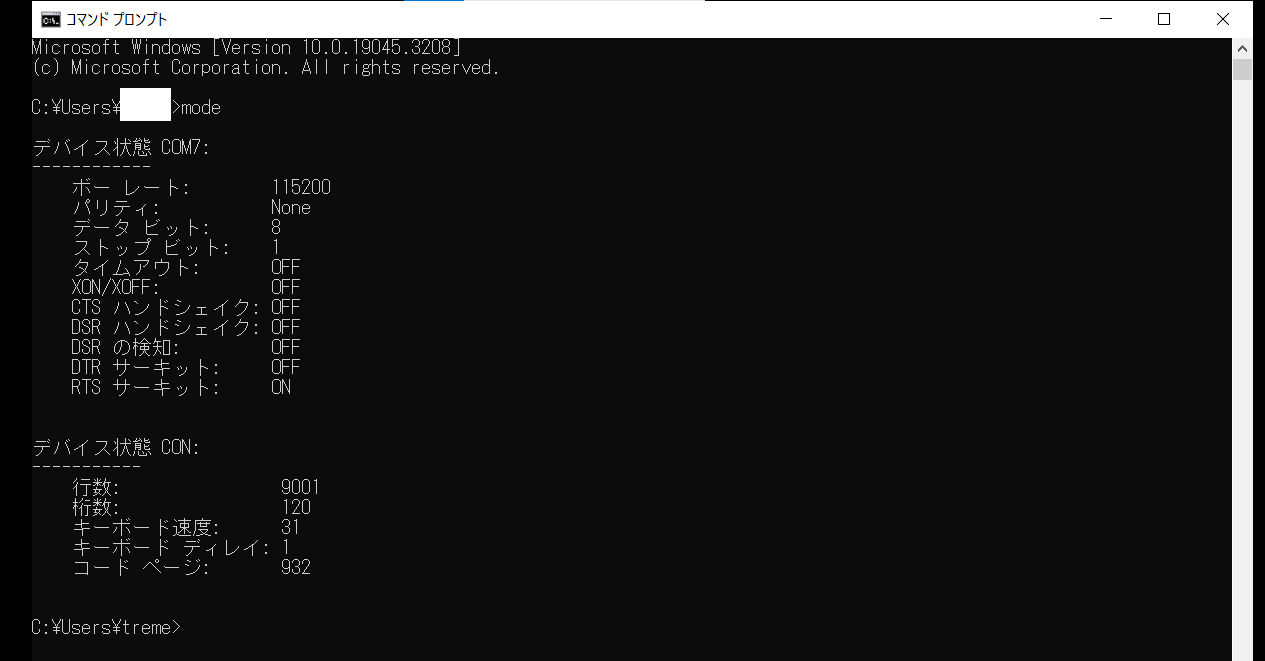 コマンド プロンプト
Microsoft Windows [Version 10.0.19045.3208]
(c) Microsoft Corporation. All rights reserved.
C:¥Users¥ >mode
デバイス状態 COM7:
------------
ボー レート: 115200
パリティ: None
データ ビット: 8
ストップ ビット: 1
タイムアウト: OFF
XON/XOFF: OFF
CTS ハンドシェイク: OFF
DSR ハンドシェイク: OFF
DSR の検知: OFF
DTR サーキット: OFF
RTS サーキット: ON
デバイス状態 CON:
-----------
行数: 9001
桁数: 120
キーボード速度: 31
キーボード ディレイ: 1
コード ページ: 932
C:¥Users¥treme>